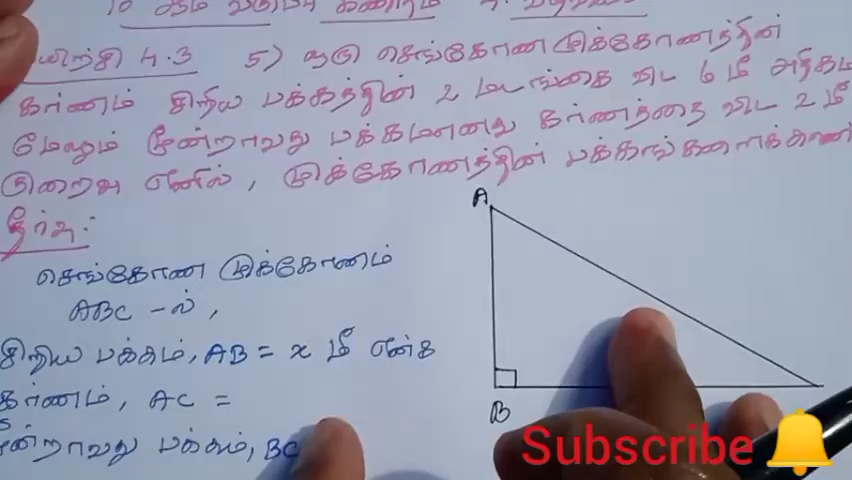 10 ஆம் வகுப்பு கணிதம்
பயிற்சி 4.3 5) ஒரு செங்கோண முக்கோணத்தின்
கர்ணம் சிறிய பக்கத்தின் 2 மடங்கை விட 6 மீ அதிகம்
மேலும் மூன்றாவது பக்கமானது கர்ணத்தை விட 2 மீ
குறைவு எனில், முக்கோணத்தின் பக்கங்களைக் காண
தீர்வு:
செங்கோண முக்கோணம்
ABC -ல்,
சிறிய பக்கம், AB = x மீ என்க
கர்ணம், AC =
மூன்றாவது பக்கம், BC
A
B
Subscribe